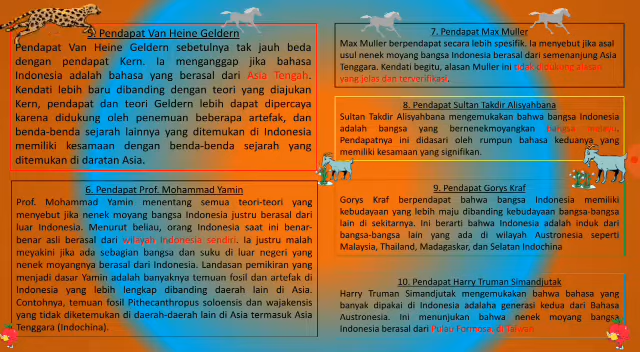 5. Pendapat Van Heine Geldern
Pendapat Van Heine Geldern sebetulnya tak jauh beda
dengan pendapat Kern. Ia menganggap jika bahasa
Indonesia adalah bahasa yang berasal dari Asia Tengah.
Kendati lebih baru dibanding dengan teori yang diajukan
Kern, pendapat dan teori Geldern lebih dapat dipercaya
karena didukung oleh penemuan beberapa artefak, dan
benda-benda sejarah lainnya yang ditemukan di Indonesia
memiliki kesamaan dengan benda-benda sejarah yang
ditemukan di daratan Asia.
6. Pendapat Prof. Mohammad Yamin
Prof. Mohammad Yamin menentang semua teori-teori yang
menyebut jika nenek moyang bangsa Indonesia justru berasal dari
luar Indonesia. Menurut beliau, orang Indonesia saat ini benar-
benar asli berasal dari wilayah Indonesia sendiri. Ia justru malah
meyakini jika ada sebagian bangsa dan suku di luar negeri yang
nenek moyangnya berasal dari Indonesia. Landasan pemikiran yang
menjadi dasar Yamin adalah banyaknya temuan fosil dan artefak di
Indonesia yang lebih lengkap dibanding daerah lain di Asia.
Contohnya, temuan fosil Pithecanthropus soloensis dan wajakensis
yang tidak diketemukan di daerah-daerah lain di Asia termasuk Asia
Tenggara (Indochina).
7. Pendapat Max Muller
Max Muller berpendapat secara lebih spesifik. Ia menyebut jika asal
usul nenek moyang bangsa Indonesia berasal dari semenanjung Asia
Tenggara. Kendati begitu, alasan Muller ini tidak didukung alasan
yang jelas dan terverifikasi.
8. Pendapat Sultan Takdir Alisyahbana
Sultan Takdir Alisyahbana mengemukakan bahwa bangsa Indonesia
adalah bangsa yang bernenekmoyangkan bangsa melayu.
Pendapatnya ini didasari oleh rumpun bahasa keduanya yang
memiliki kesamaan yang signifikan.
9. Pendapat Gorys Kraf
Gorys Kraf berpendapat bahwa bangsa Indonesia memiliki
kebudayaan yang lebih maju dibanding kebudayaan bangsa-bangsa
lain di sekitarnya. Ini berarti bahwa Indonesia adalah induk dari
bangsa-bangsa lain yang ada di wilayah Austronesia seperti
Malaysia, Thailand, Madagaskar, dan Selatan Indochina
10. Pendapat Harry Truman Simandjutak
Harry Truman Simandjutak mengemukakan bahwa bahasa yang
banyak dipakai di Indonesia adalaha generasi kedua dari Bahasa
Austronesia. Ini menunjukan bahwa nenek moyang bangsa
Indonesia berasal dari Pulau Formosa, di Taiwan